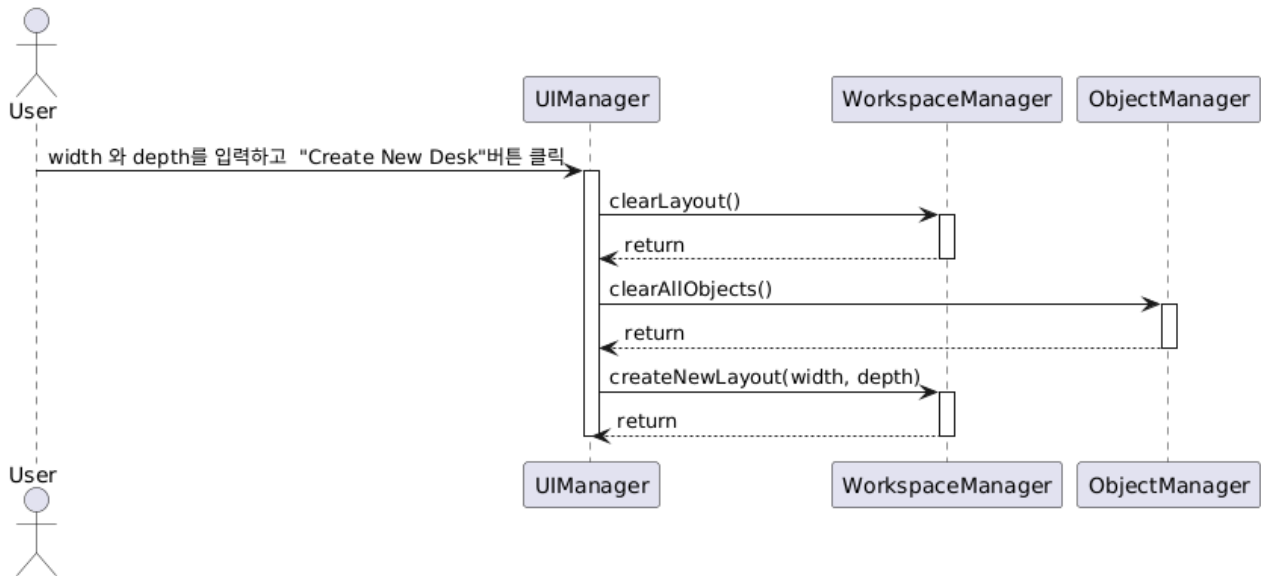 User
UIManager
WorkspaceManager
ObjectManager
width 와 depth를 입력하고  "Create New Desk"버튼 클릭
clearLayout()
return
clearAllObjects()
return
createNewLayout(width, depth)
return
User
UIManager
WorkspaceManager
ObjectManager